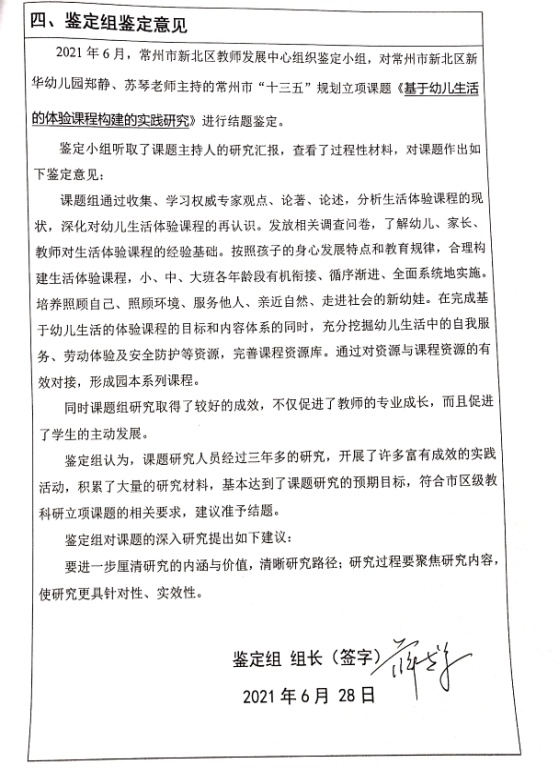 四、鉴定组鉴定意见
2021年6月，常州市新北区教师发展中心组织鉴定小组，对常州市新北区新
华幼儿园郑静、苏琴老师主持的常州市“十三五”规划立项课题《基于幼儿生活
的体验课程构建的实践研究》进行结题鉴定。
鉴定小组听取了课题主持人的研究汇报，查看了过程性材料，对课题作出如
下鉴定意见：
课题组通过收集、学习权威专家观点、论著、论述，分析生活体验课程的现
状，深化对幼儿生活体验课程的再认识。发放相关调查问卷，了解幼儿、家长、
教师对生活体验课程的经验基础。按照孩子的身心发展特点和教育规律，合理构
建生活体验课程，小、中、大班各年龄段有机衔接、循序渐进、全面系统地实施。
培养照顾自己、照顾环境、服务他人、亲近自然、走进社会的新幼娃。在完成基
于幼儿生活的体验课程的目标和内容体系的同时，充分挖掘幼儿生活中的自我服
务、劳动体验及安全防护等资源，完善课程资源库。通过对资源与课程资源的有
效对接，形成园本系列课程。
同时课题组研究取得了较好的成效，不仅促进了教师的专业成长，而且促进
了学生的主动发展。
鉴定组认为，课题研究人员经过三年多的研究，开展了许多富有成效的实践
活动，积累了大量的研究材料，基本达到了课题研究的预期目标，符合市区级教
科研立项课题的相关要求，建议准予结题。
鉴定组对课题的深入研究提出如下建议：
要进一步厘清研究的内涵与价值，清晰研究路径；研究过程要聚焦研究内容，
使研究更具针对性、实效性。
鉴定组 组长（签字）
2021年6月 28日